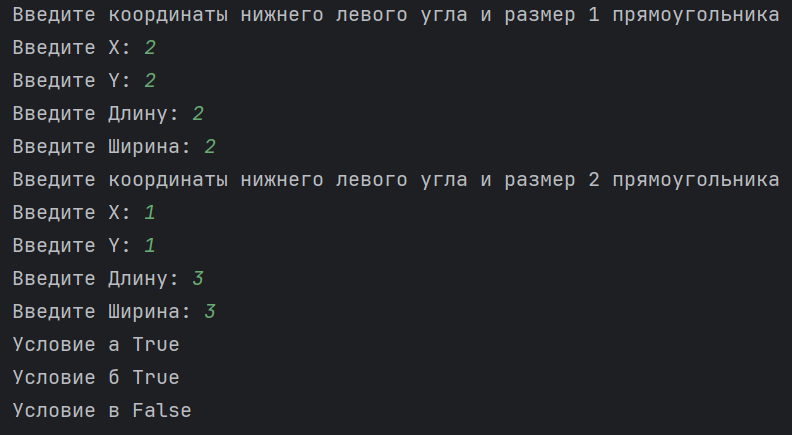 Введите координаты нижнего левого угла и размер 1 прямоугольника
Введите X: 2
Введите Y: 2
Введите Длину: 2
Введите Ширина: 2
Введите координаты нижнего левого угла и размер 2 прямоугольника
Введите X: 1
Введите Y: 1
Введите Длину: 3
Введите Ширина: 3
Условие а True
Условие б True
Условие в False